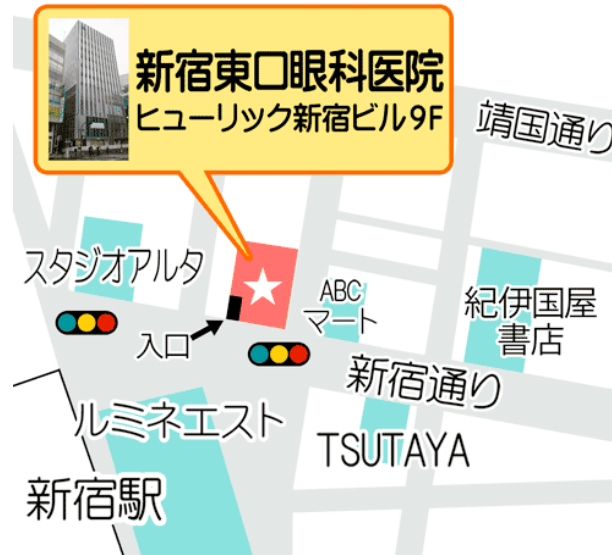 新宿東口眼科医院
ヒューリック新宿ビル9F
靖国通り
スタジオアルタ
ABC
マート
紀伊国屋
書店
入口
新宿通り
ルミネエスト
TSUTAYA
新宿駅